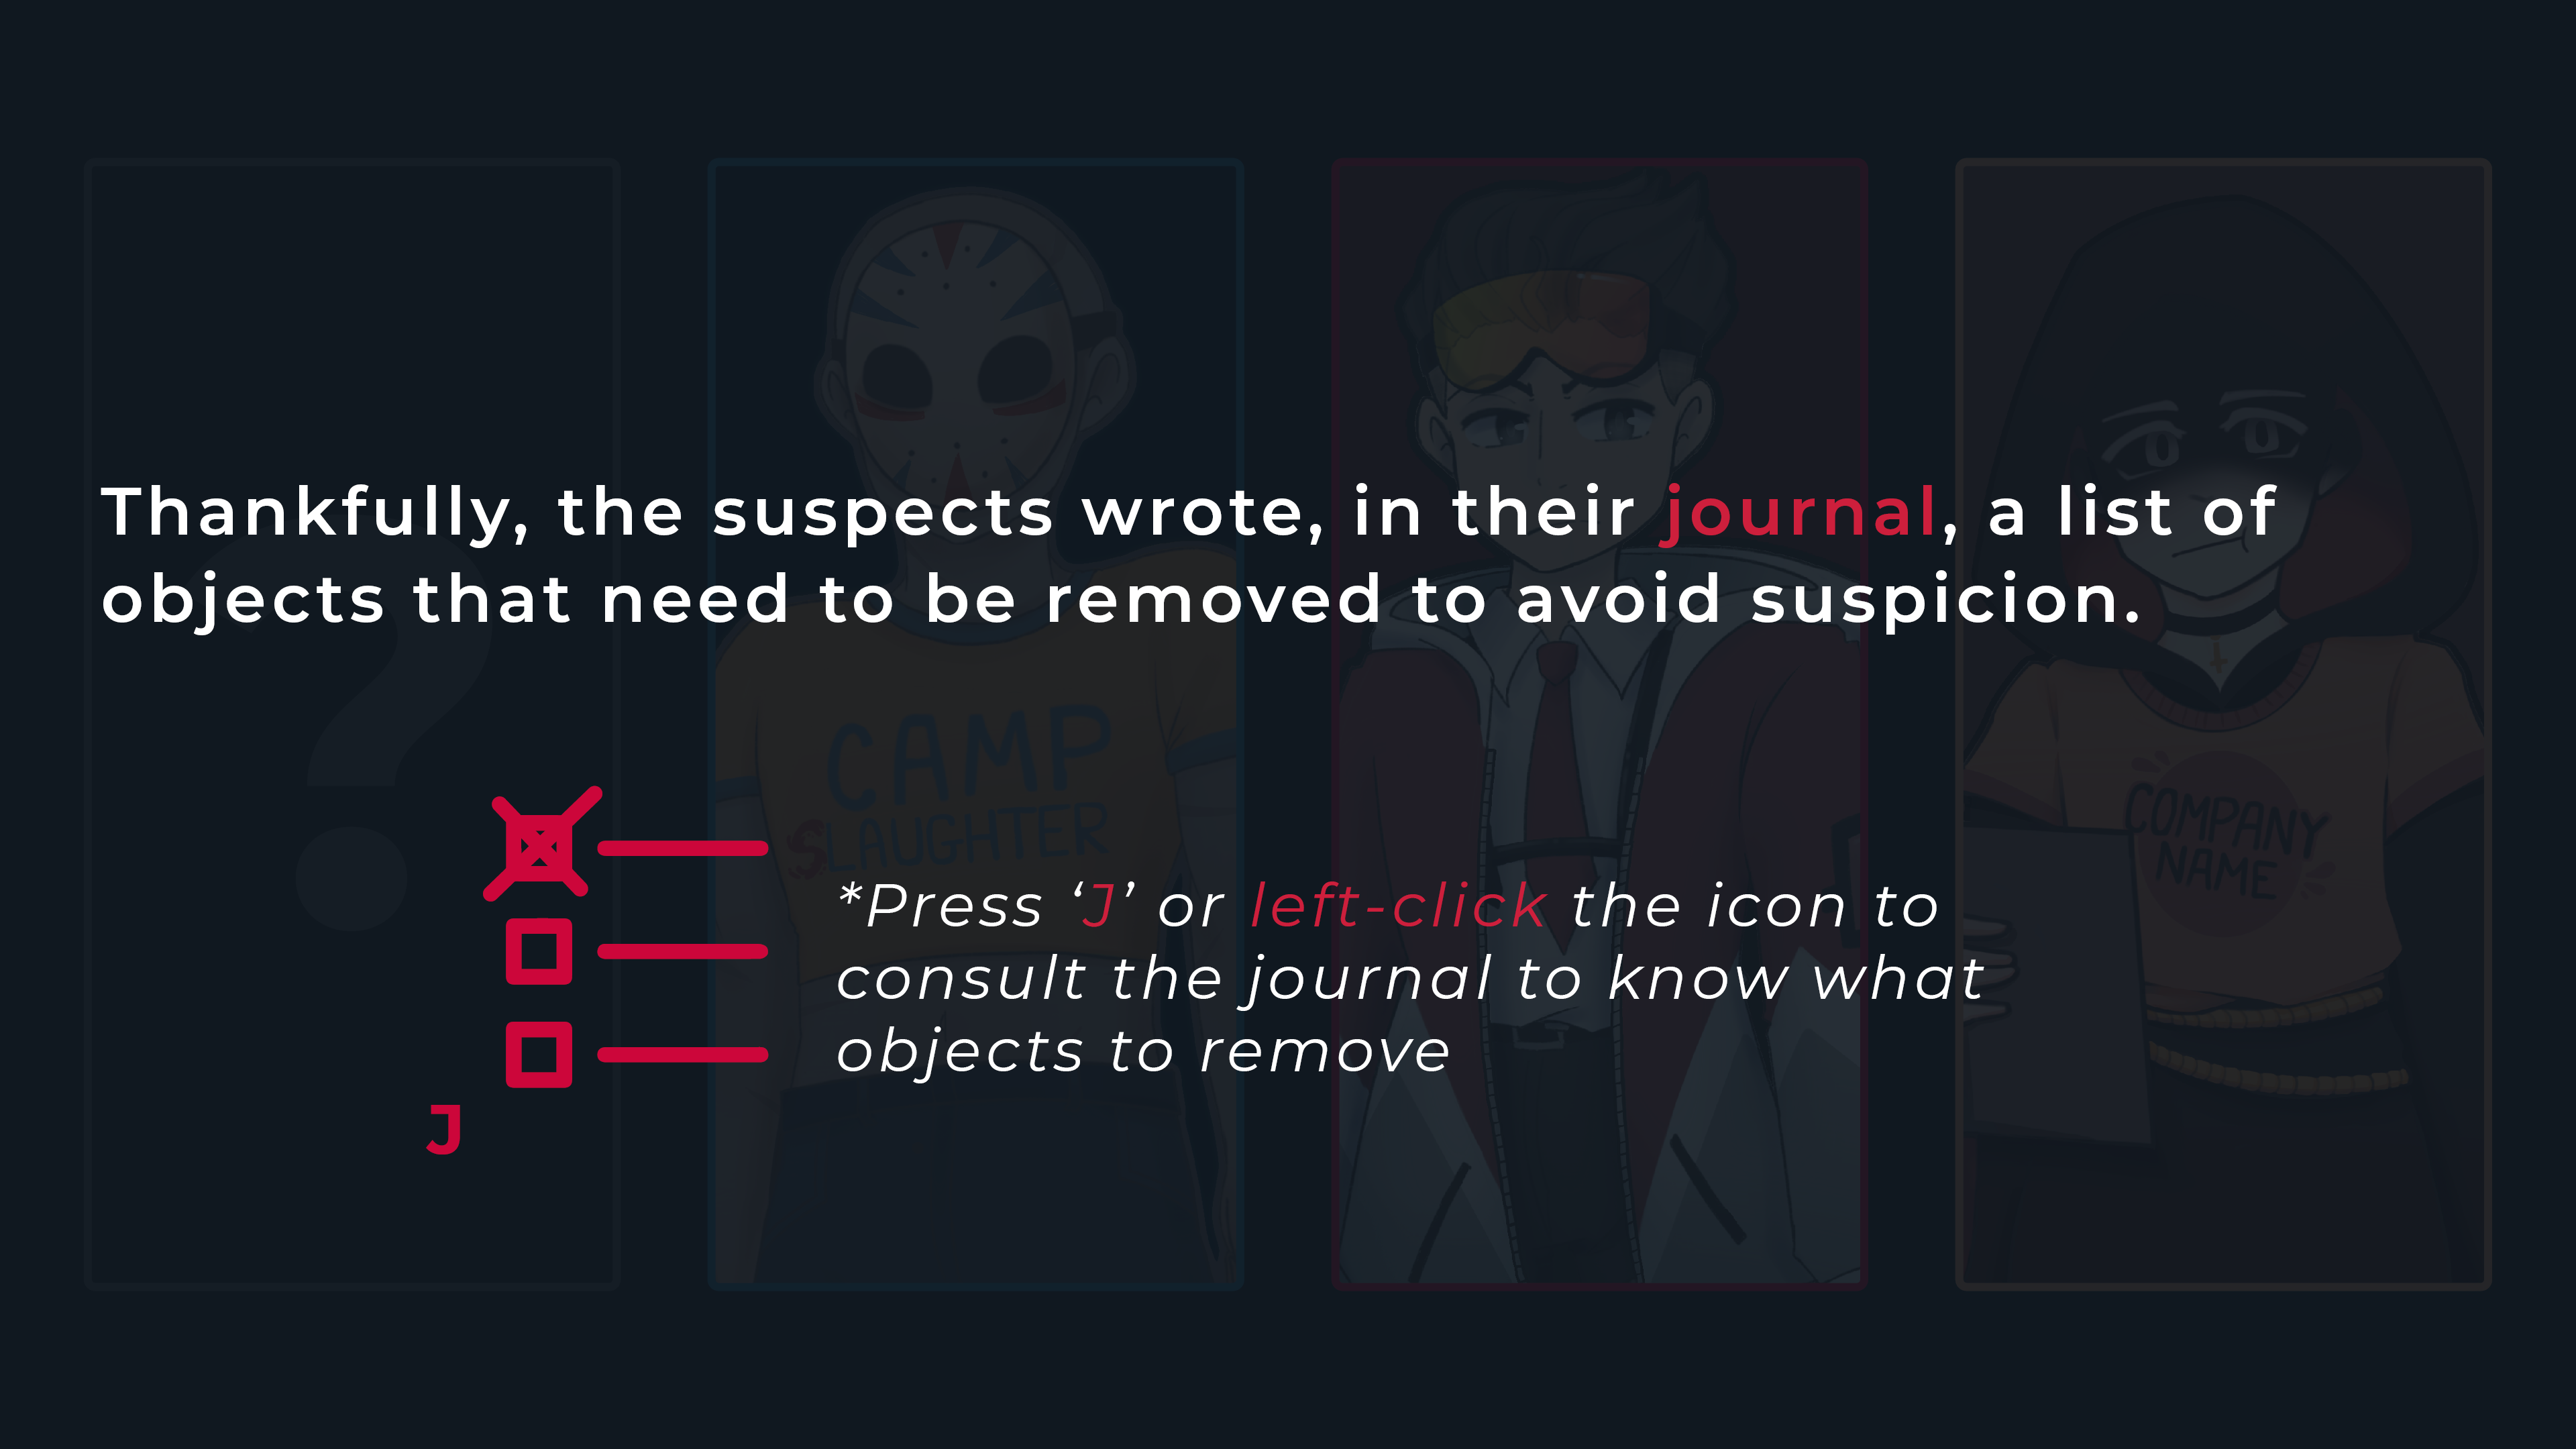 Thankfully, the suspects wrote, in their journal, a list of
objects that need to be removed to avoid suspicion.
?
CAMP
$LAUGHTER
COMPANY
NAME
*Press ‘J’ or left-click the icon to
consult the journal to know what
objects to remove
J